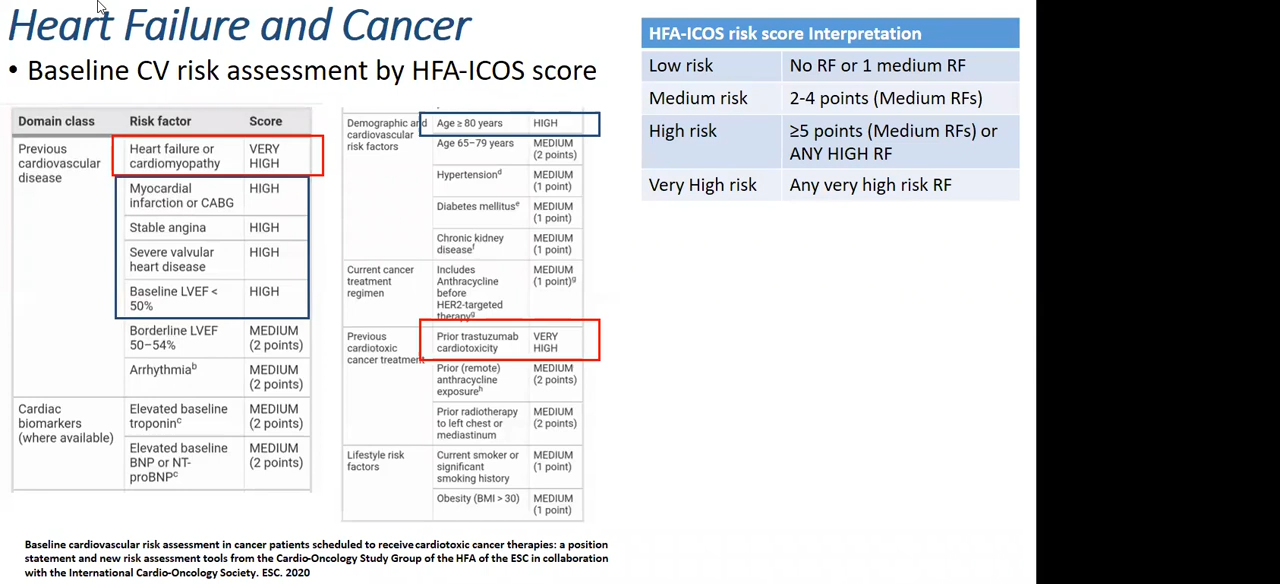 Heart Failure and Cancer
• Baseline CV risk assessment by HFA-ICOS score
Domain class Risk factor Score
Previous cardiovascular disease
Heart failure or cardiomyopathy VERY HIGH
Myocardial infarction or CABG HIGH
Stable angina HIGH
Severe valvular heart disease HIGH
Baseline LVEF < 50% HIGH
Borderline LVEF 50–54% MEDIUM (2 points)
Arrhythmiab MEDIUM (2 points)
Cardiac biomarkers (where available)
Elevated baseline troponinc MEDIUM (2 points)
Elevated baseline BNP or NT-proBNPc MEDIUM (2 points)
Demographic and cardiovascular risk factors
Age ≥ 80 years HIGH
Age 65–79 years MEDIUM (2 points)
Hypertensiond MEDIUM (1 point)
Diabetes mellituse MEDIUM (1 point)
Chronic kidney diseasef MEDIUM (1 point)
Current cancer treatment regimen
Includes Anthracycline before HER2-targeted therapyg MEDIUM (1 point)g
Previous cardiotoxic cancer treatment
Prior trastuzumab cardiotoxicity VERY HIGH
Prior (remote) anthracycline exposureh MEDIUM (2 points)
Prior radiotherapy to left chest or mediastinum MEDIUM (2 points)
Lifestyle risk factors
Current smoker or significant smoking history MEDIUM (1 point)
Obesity (BMI > 30) MEDIUM (1 point)
HFA-ICOS risk score Interpretation
Low risk No RF or 1 medium RF
Medium risk 2-4 points (Medium RFs)
High risk ≥5 points (Medium RFs) or ANY HIGH RF
Very High risk Any very high risk RF
Baseline cardiovascular risk assessment in cancer patients scheduled to receive cardiotoxic cancer therapies: a position
statement and new risk assessment tools from the Cardio-Oncology Study Group of the HFA of the ESC in collaboration
with the International Cardio-Oncology Society. ESC. 2020